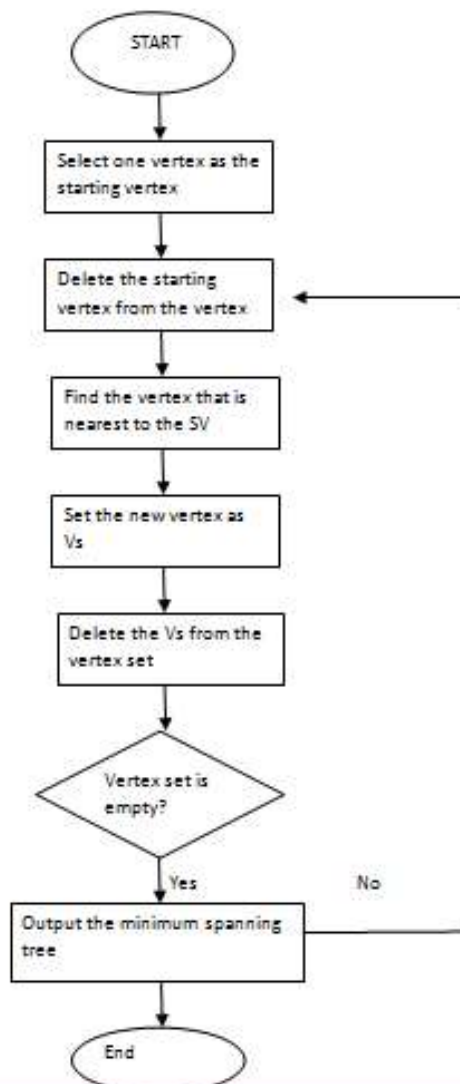 START
Select one vertex as the
starting vertex
Delete the starting
vertex from the vertex
Find the vertex that is
nearest to the SV
Set the new vertex as
Vs
Delete the Vs from the
vertex set
Vertex set is
empty?
Yes
No
Output the minimum spanning
tree
End